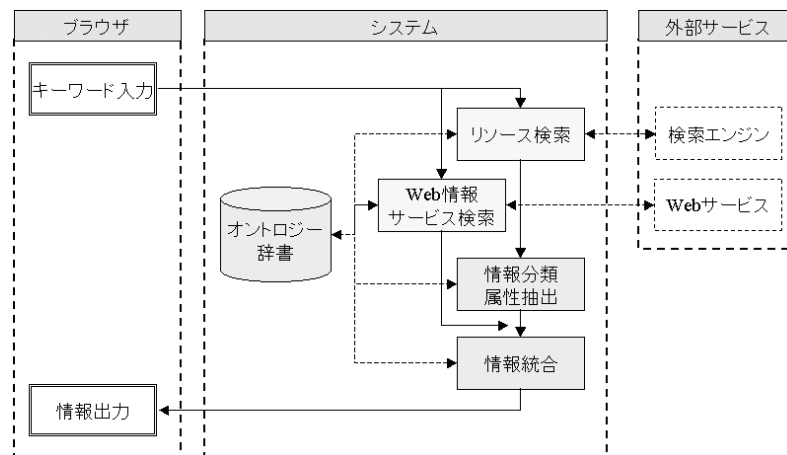 ブラウザ
システム
外部サービス
キーワード入力
リソース検索
検索エンジン
Web情報
サービス検索
Webサービス
オントロジー
辞書
情報分類
属性抽出
情報統合
情報出力